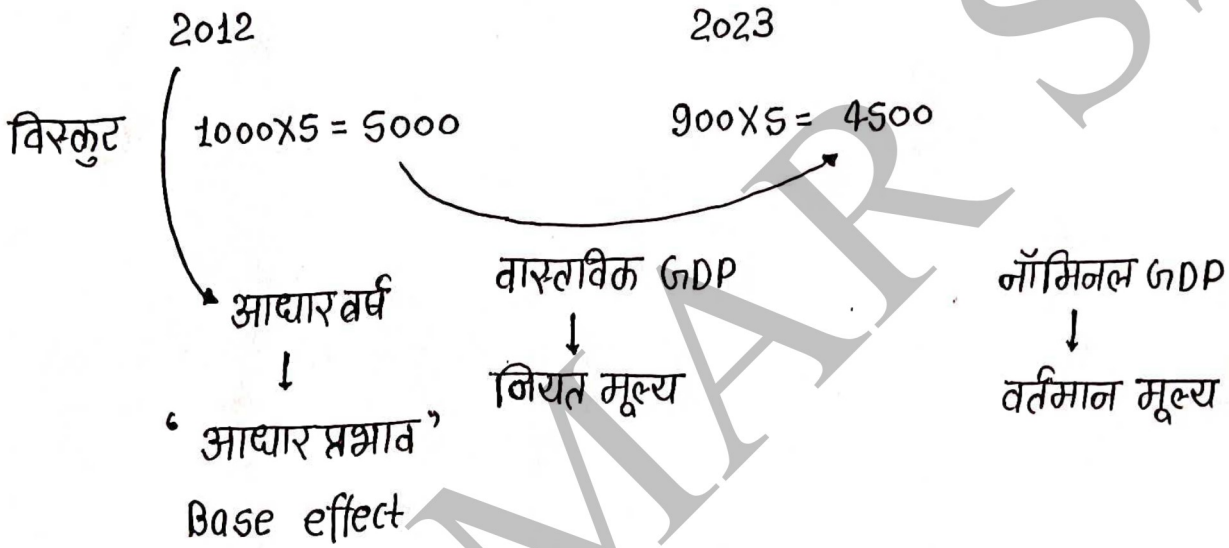 2012 2023
विस्कुट 1000X5 = 5000 900X5 = 4500
आधार वर्ष वास्तविक GDP नॉमिनल GDP
↓ ↓ ↓
"आधार प्रभाव" नियत मूल्य वर्तमान मूल्य
Base effect
MAR S